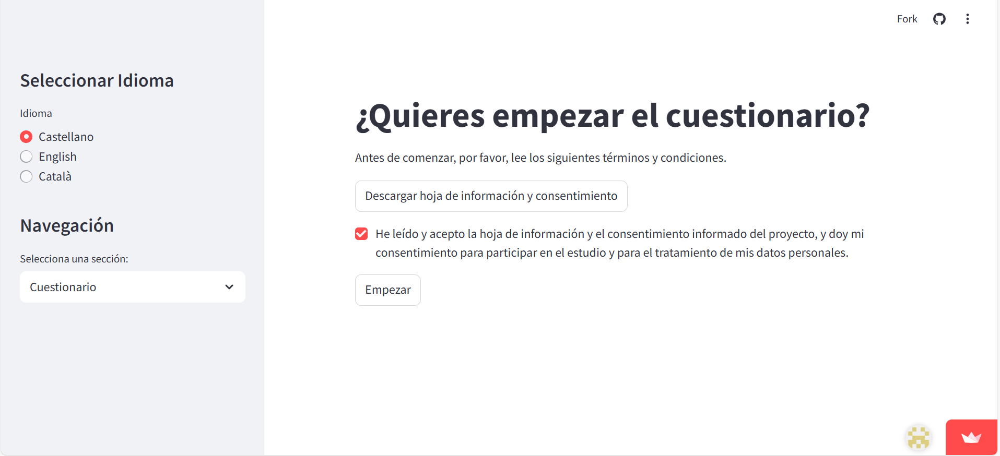 Fork
Seleccionar Idioma
Idioma
Castellano
English
Català
Navegación
Selecciona una sección:
Cuestionario
¿Quieres empezar el cuestionario?
Antes de comenzar, por favor, lee los siguientes términos y condiciones.
Descargar hoja de información y consentimiento
He leído y acepto la hoja de información y el consentimiento informado del proyecto, y doy mi
consentimiento para participar en el estudio y para el tratamiento de mis datos personales.
Empezar